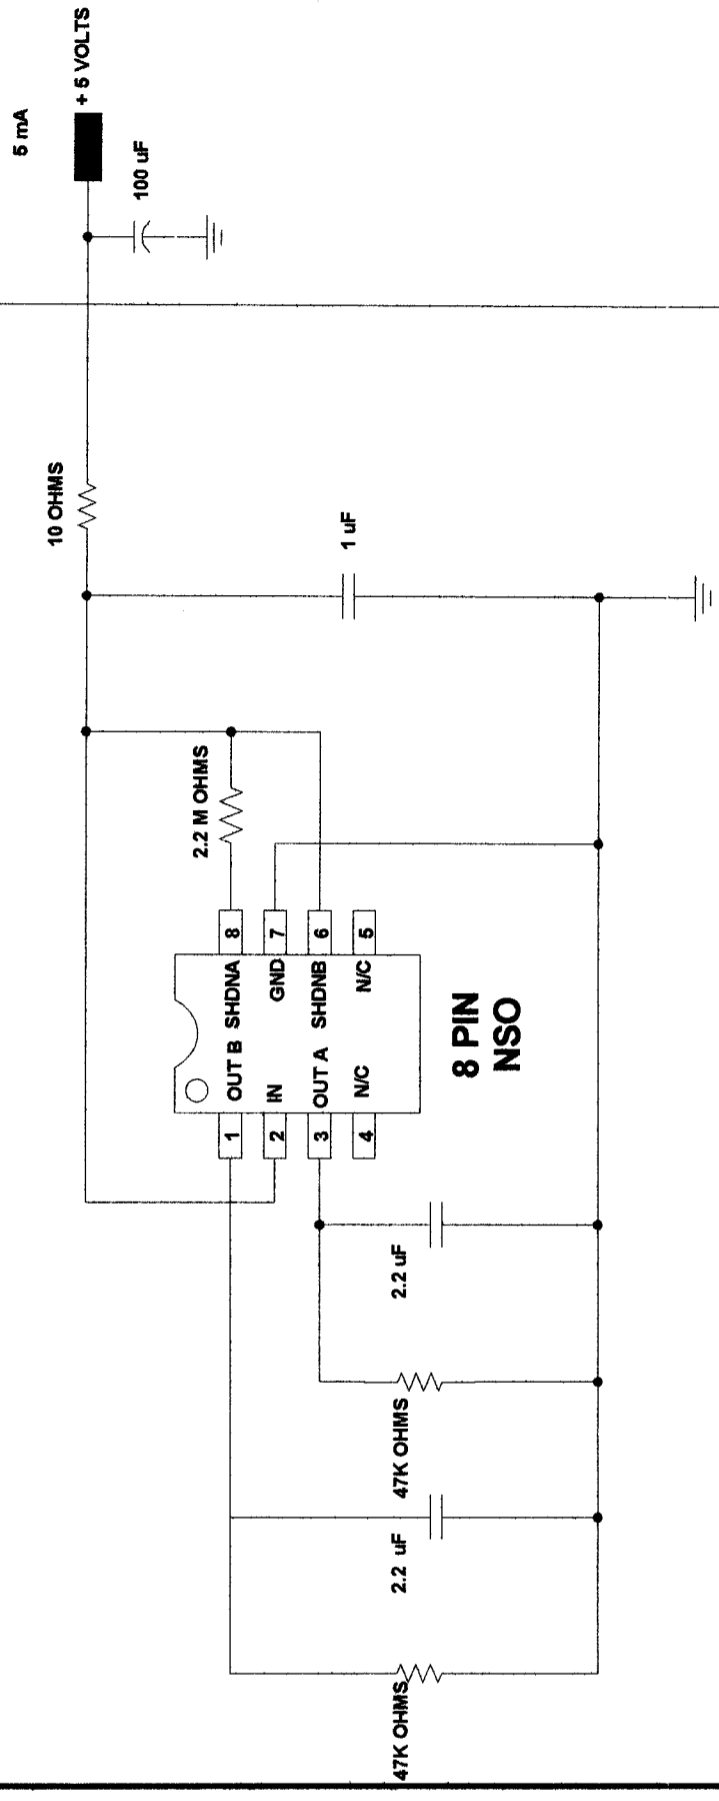 5 mA
+ 5 VOLTS
100 uF
10 OHMS
1 uF
2.2 M OHMS
8
7
6
5
SHDNA
GND
SHDNB
N/C
OUT B
IN
OUT A
N/C
1
2
3
4
8 PIN
NSO
2.2 uF
47K OHMS
2.2 uF
47K OHMS